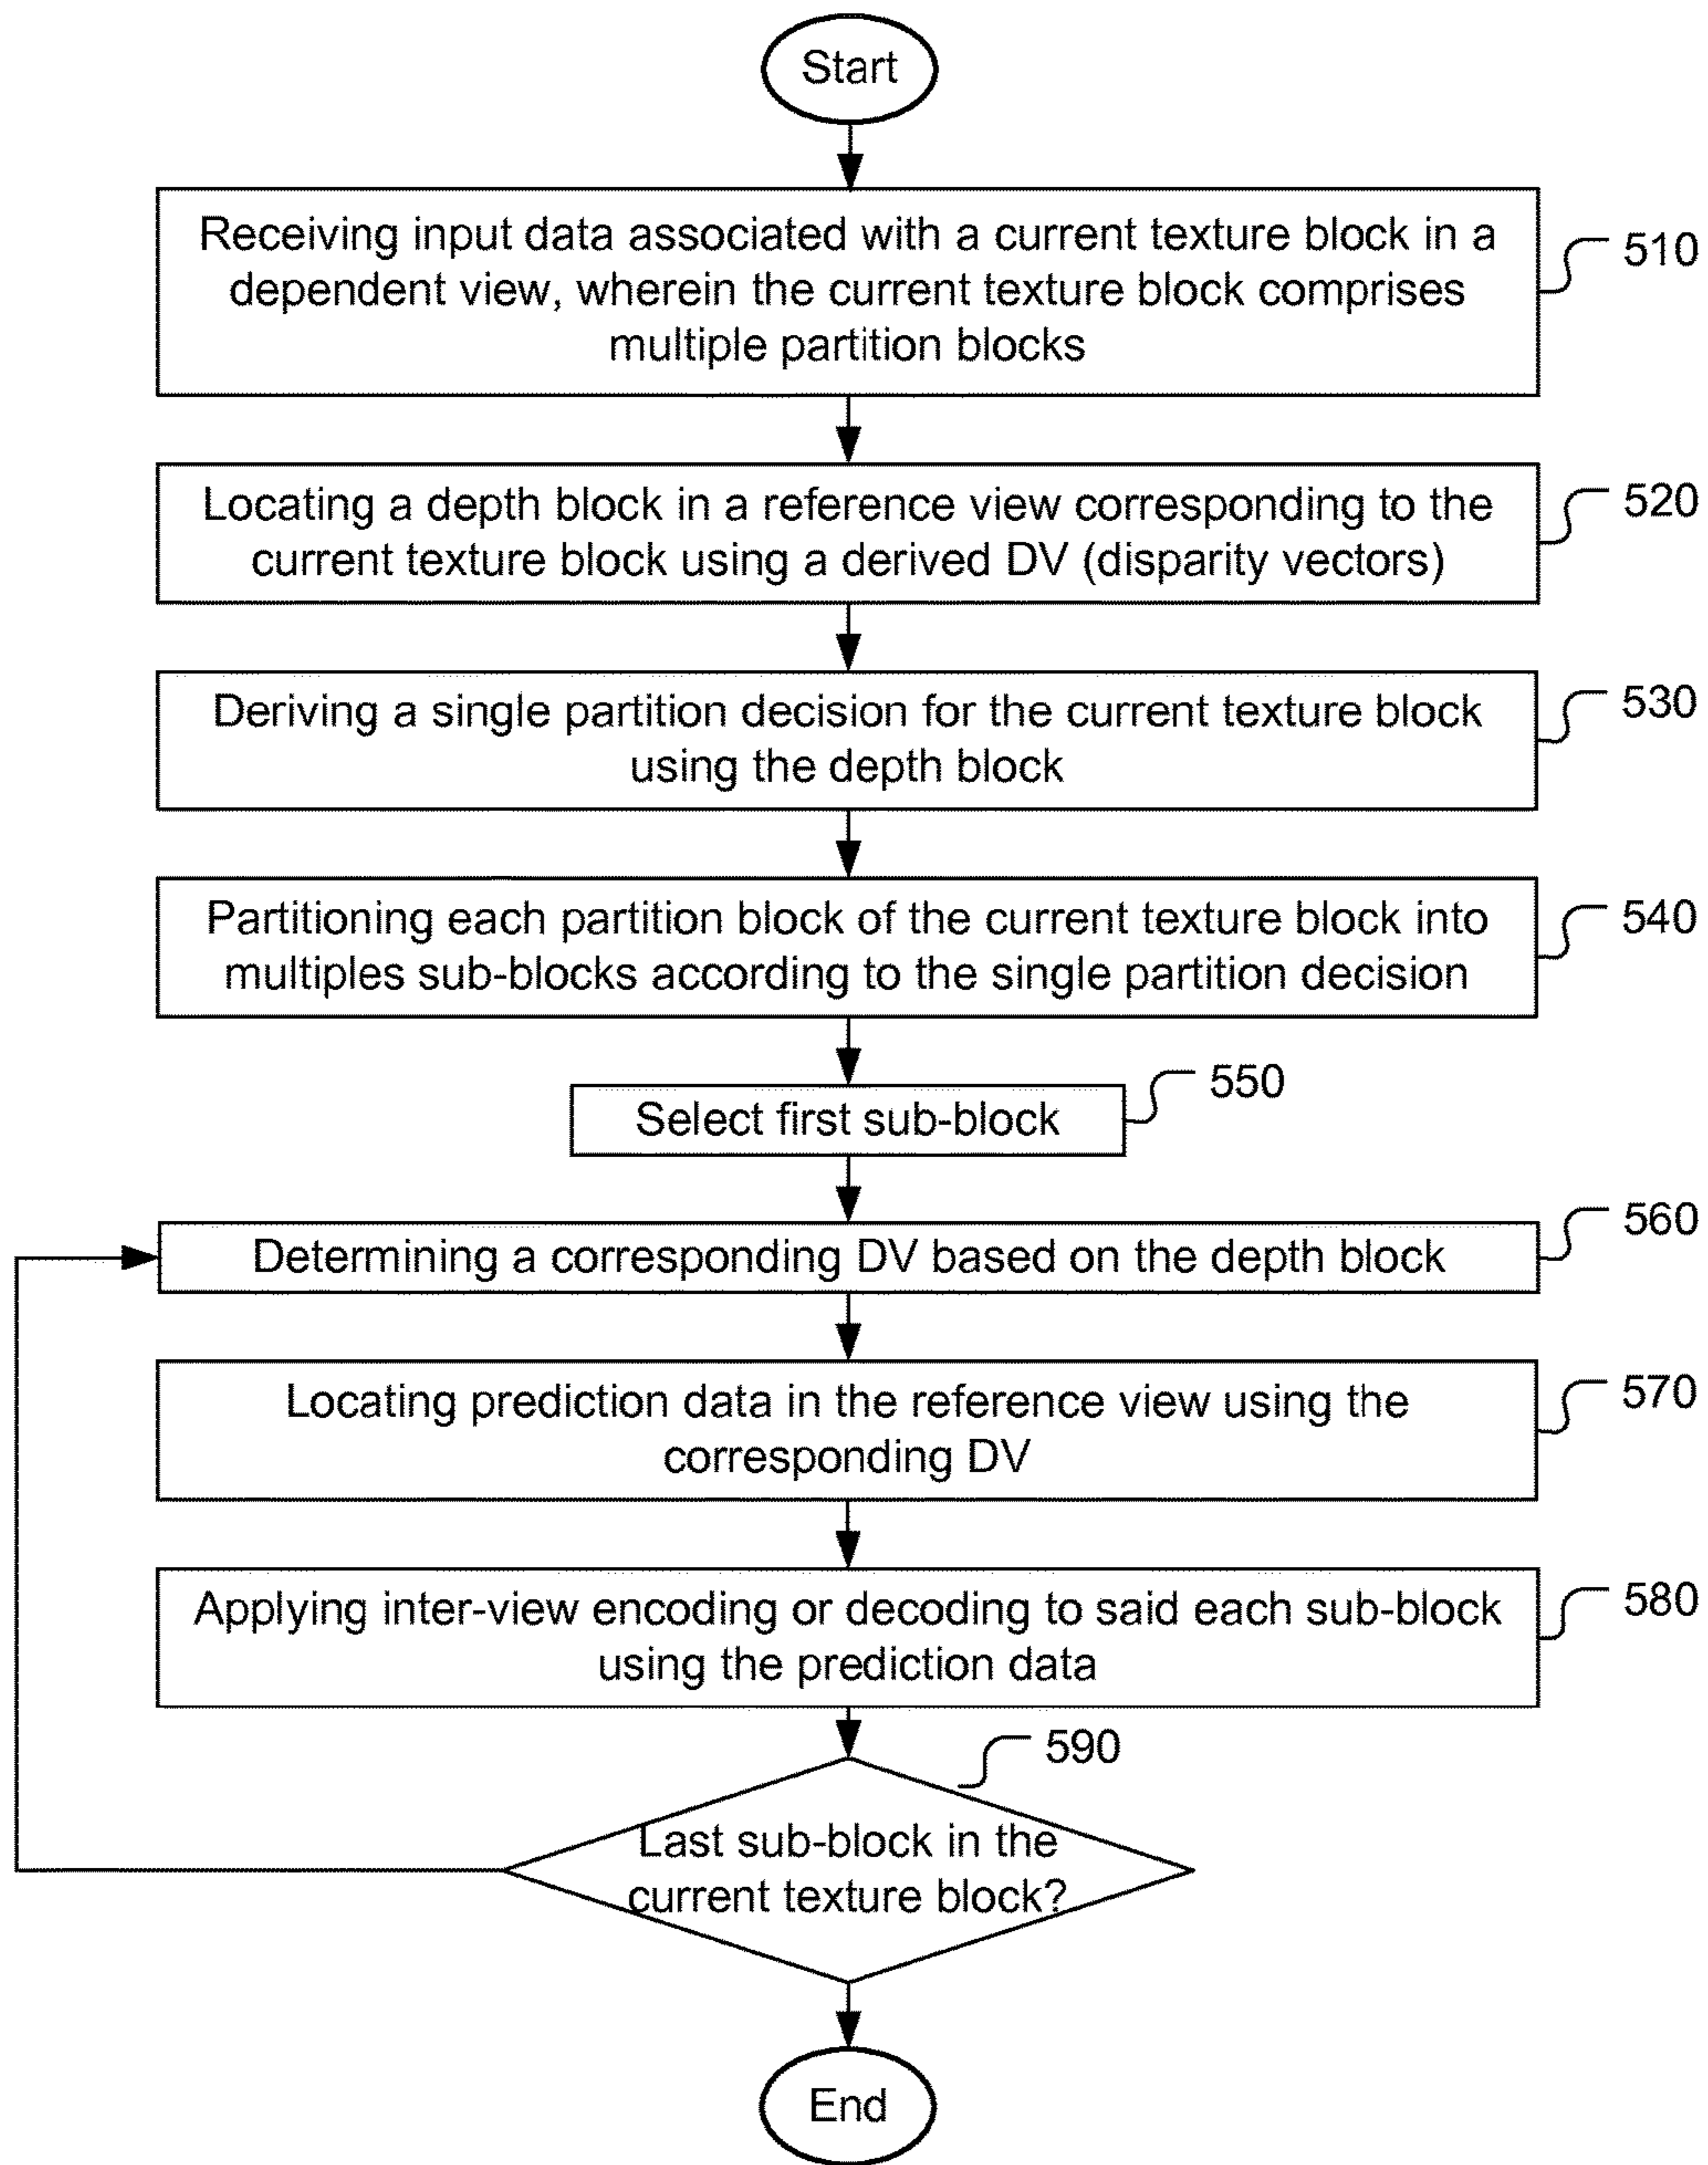 Start
Receiving input data associated with a current texture block in a
dependent view, wherein the current texture block comprises
multiple partition blocks
510
Locating a depth block in a reference view corresponding to the
current texture block using a derived DV (disparity vectors)
520
Deriving a single partition decision for the current texture block
using the depth block
530
Partitioning each partition block of the current texture block into
multiples sub-blocks according to the single partition decision
540
Select first sub-block
550
Determining a corresponding DV based on the depth block
560
Locating prediction data in the reference view using the
corresponding DV
570
Applying inter-view encoding or decoding to said each sub-block
using the prediction data
580
590
Last sub-block in the
current texture block?
End